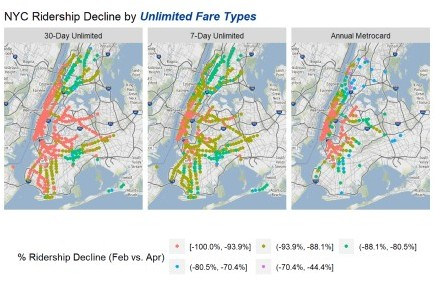 NYC Ridership Decline by Unlimited Fare Types
30-Day Unlimited
7-Day Unlimited
Annual Metrocard
% Ridership Decline (Feb vs. Apr)
[-100.0%, -93.9%]
(-93.9%, -88.1%]
(-88.1%, -80.5%]
(-80.5%, -70.4%]
(-70.4%, -44.4%]